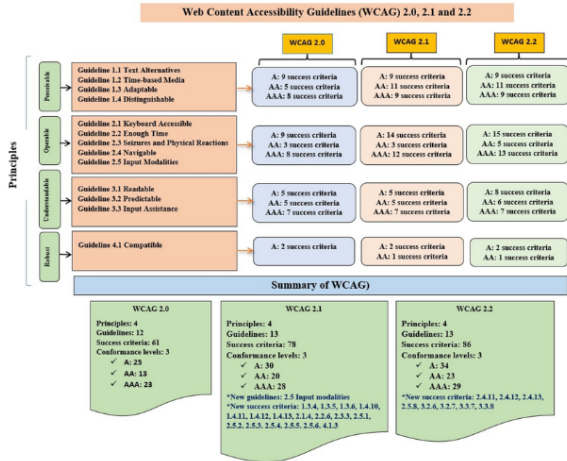 Web Content Accessibility Guidelines (WCAG) 2.0, 2.1 and 2.2
WCAG 2.0
WCAG 2.1
WCAG 2.2
Principles
Perceivable
Guideline 1.1 Text Alternatives
Guideline 1.2 Time-based Media
Guideline 1.3 Adaptable
Guideline 1.4 Distinguishable
A: 9 success criteria
AA: 5 success criteria
AAA: 8 success criteria
A: 9 success criteria
AA: 11 success criteria
AAA: 9 success criteria
A: 9 success criteria
AA: 11 success criteria
AAA: 9 success criteria
Operable
Guideline 2.1 Keyboard Accessible
Guideline 2.2 Enough Time
Guideline 2.3 Seizures and Physical Reactions
Guideline 2.4 Navigable
Guideline 2.5 Input Modalities
A: 9 success criteria
AA: 3 success criteria
AAA: 8 success criteria
A: 14 success criteria
AA: 3 success criteria
AAA: 12 success criteria
A: 15 success criteria
AA: 5 success criteria
AAA: 13 success criteria
Understandable
Guideline 3.1 Readable
Guideline 3.2 Predictable
Guideline 3.3 Input Assistance
A: 5 success criteria
AA: 5 success criteria
AAA: 7 success criteria
A: 5 success criteria
AA: 5 success criteria
AAA: 7 success criteria
A: 8 success criteria
AA: 6 success criteria
AAA: 7 success criteria
Robust
Guideline 4.1 Compatible
A: 2 success criteria
A: 2 success criteria
AA: 1 success criteria
A: 2 success criteria
AA: 1 success criteria
Summary of WCAG)
WCAG 2.0
Principles: 4
Guidelines: 12
Success criteria: 61
Conformance levels: 3
✓ A: 25
✓ AA: 13
✓ AAA: 23
WCAG 2.1
Principles: 4
Guidelines: 13
Success criteria: 78
Conformance levels: 3
✓ A: 30
✓ AA: 20
✓ AAA: 28
*New guidelines: 2.5 Input modalities
*New success criteria: 1.3.4, 1.3.5, 1.3.6, 1.4.10,
1.4.11, 1.4.12, 1.4.13, 2.1.4, 2.2.6, 2.3.3, 2.5.1,
2.5.2, 2.5.3, 2.5.4, 2.5.5, 2.5.6, 4.1.3
WCAG 2.2
Principles: 4
Guidelines: 13
Success criteria: 86
Conformance levels: 3
✓ A: 34
✓ AA: 23
✓ AAA: 29
*New success criteria: 2.4.11, 2.4.12, 2.4.13,
2.5.8, 3.2.6, 3.2.7, 3.3.7, 3.3.8